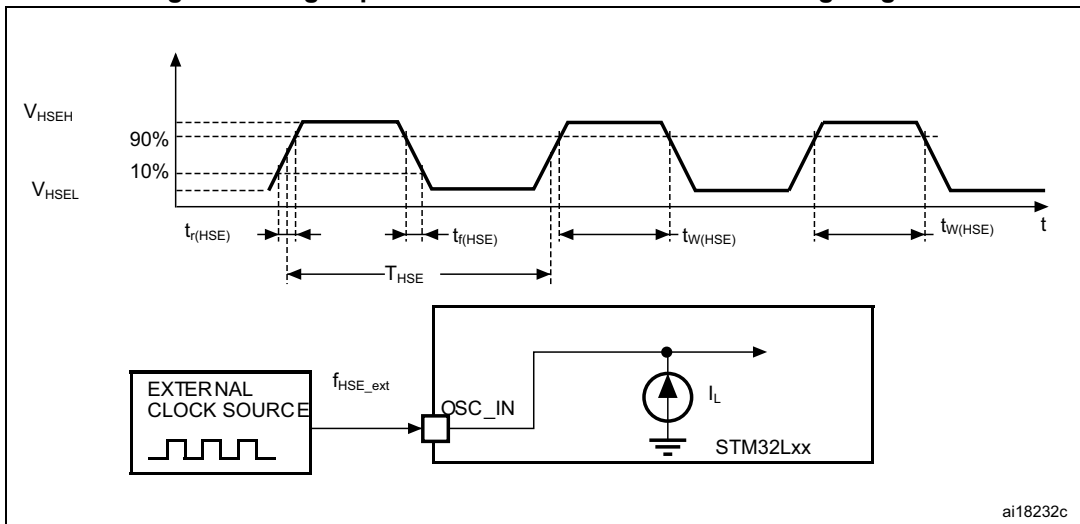 V_HSEH
90%
10%
V_HSEL
t_r(HSE)
t_f(HSE)
t_W(HSE)
t_W(HSE)
t
T_HSE
EXTERNAL
CLOCK SOURCE
f_HSE_ext
OSC_IN
I_L
STM32Lxx
ai18232c